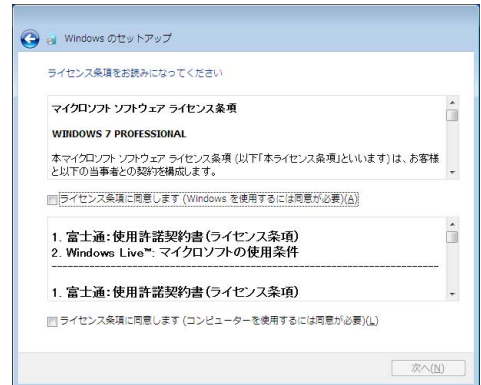 Windows のセットアップ
ライセンス条項をお読みになってください
マイクロソフト ソフトウェア ライセンス条項
WINDOWS 7 PROFESSIONAL
本マイクロソフト ソフトウェア ライセンス条項 (以下「本ライセンス条項」といいます) は、お客様
と以下の当事者との契約を構成します。
ライセンス条項に同意します (Windows を使用するには同意が必要)(A)
1. 富士通：使用許諾契約書（ライセンス条項）
2. Windows Live™: マイクロソフトの使用条件
--------------------------------------------------------------------
1. 富士通：使用許諾契約書（ライセンス条項）
ライセンス条項に同意します (コンピューターを使用するには同意が必要)(L)
次へ(N)